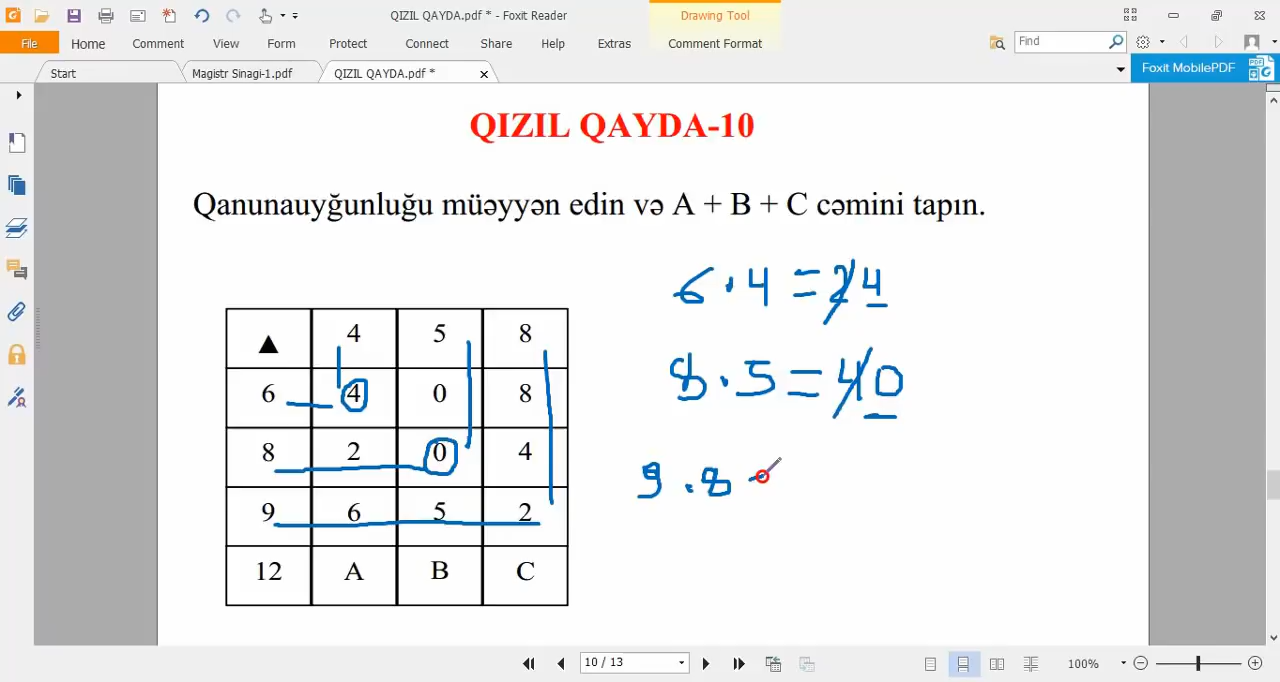 QIZIL QAYDA.pdf * - Foxit Reader
Drawing Tool
File Home Comment View Form Protect Connect Share Help Extras Comment Format Find
Start Magistr Sinagi-1.pdf QIZIL QAYDA.pdf * Foxit MobilePDF
QIZIL QAYDA-10
Qanunauyğunluğu müəyyən edin və A + B + C cəmini tapın.
▲ 4 5 8
6 4 0 8
8 2 0 4
9 6 5 2
12 A B C
6 · 4 = 24
8 · 5 = 40
9 · 8
10 / 13
100%